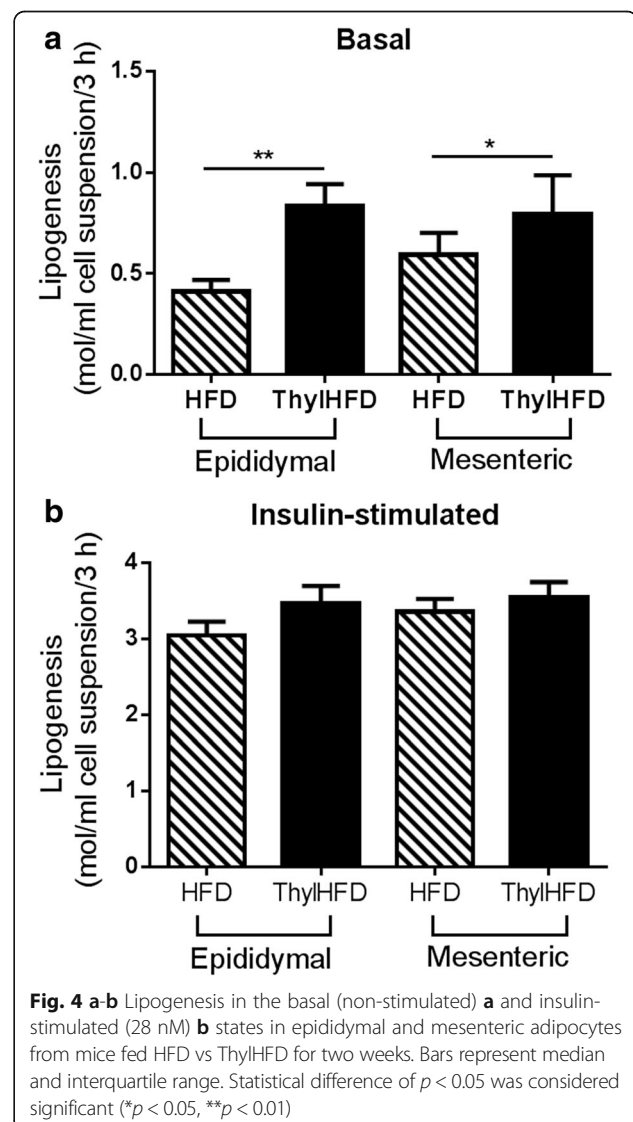 a
Basal
Lipogenesis
(mol/ml cell suspension/3 h)
1.5
1.0
0.5
0.0
**
*
HFD ThylHFD HFD ThylHFD
Epididymal Mesenteric
b
Insulin-stimulated
Lipogenesis
(mol/ml cell suspension/3 h)
4
3
2
1
0
HFD ThylHFD HFD ThylHFD
Epididymal Mesenteric
Fig. 4 a-b Lipogenesis in the basal (non-stimulated) a and insulin-
stimulated (28 nM) b states in epididymal and mesenteric adipocytes
from mice fed HFD vs ThylHFD for two weeks. Bars represent median
and interquartile range. Statistical difference of p < 0.05 was considered
significant (*p < 0.05, **p < 0.01)